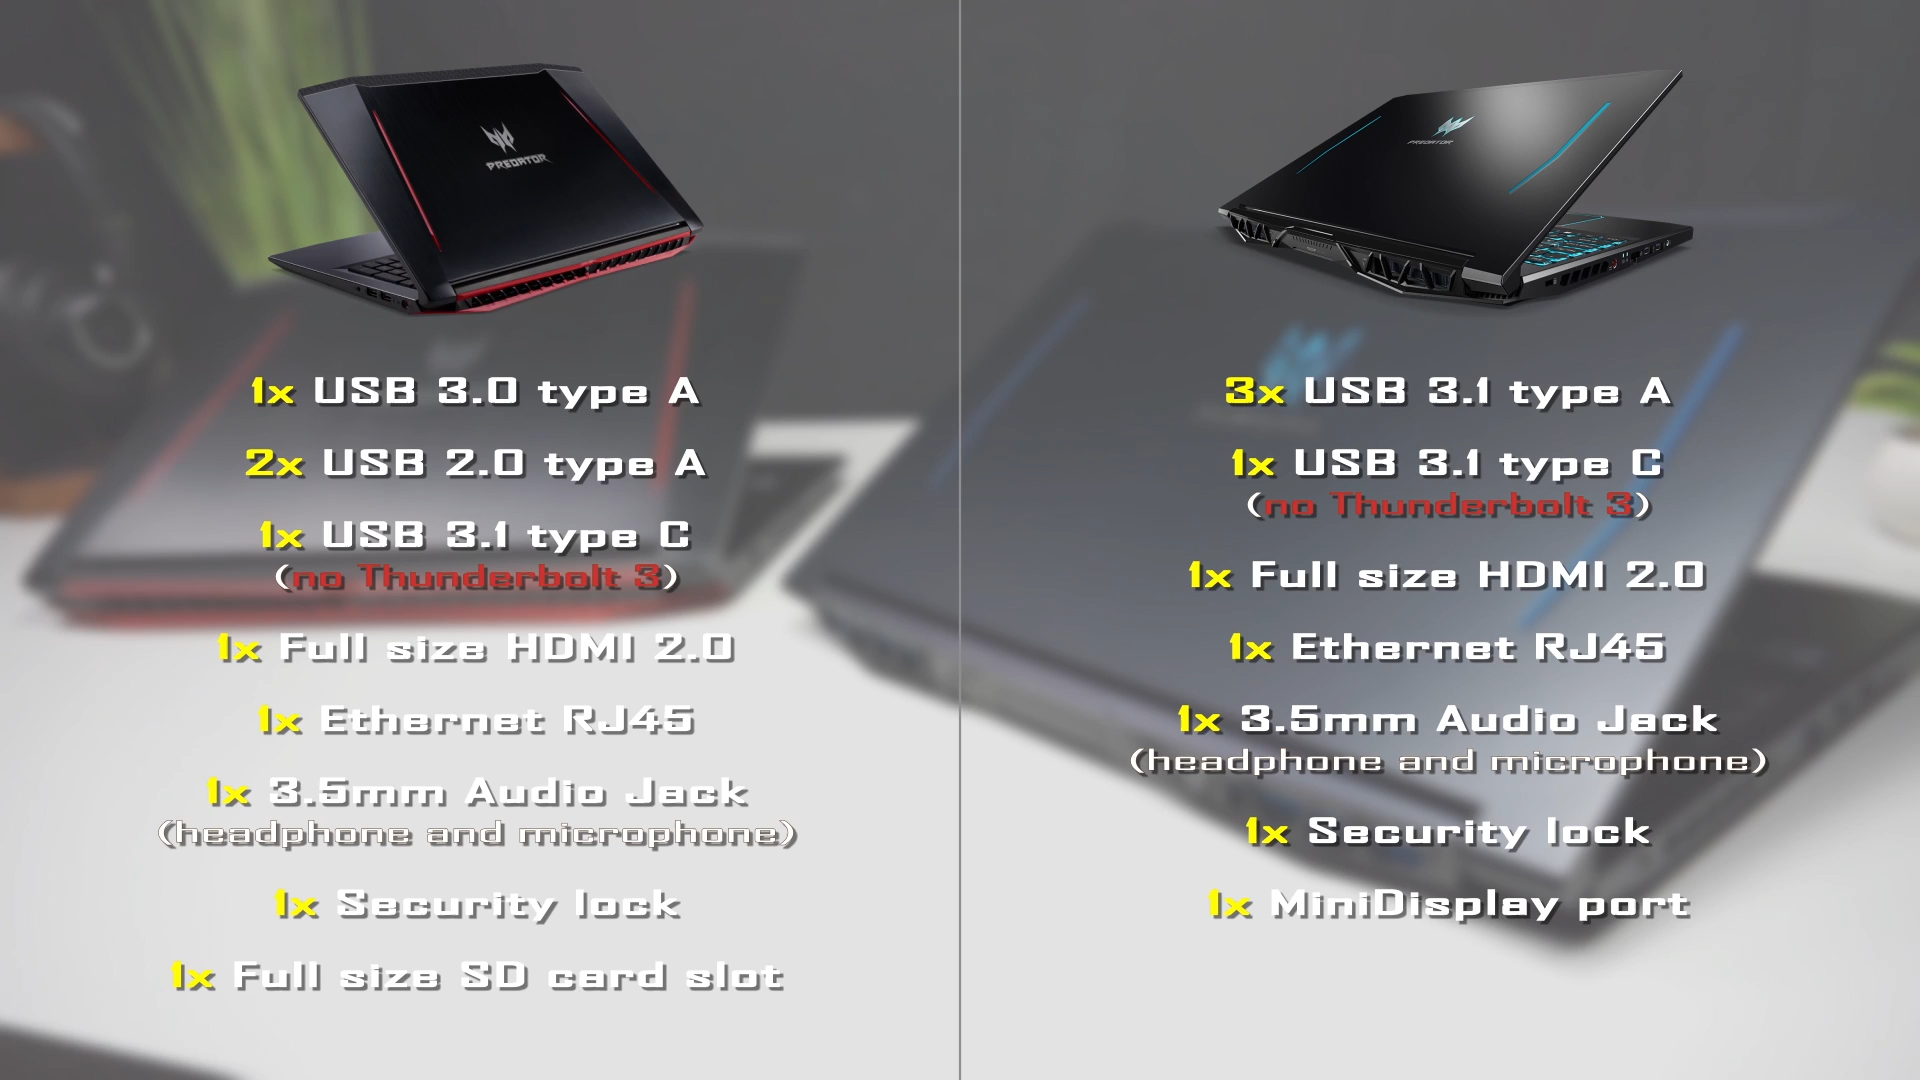 PREDATOR
1x USB 3.0 type A
2x USB 2.0 type A
1x USB 3.1 type C
(no Thunderbolt 3)
1x Full size HDMI 2.0
1x Ethernet RJ45
1x 3.5mm Audio Jack
(headphone and microphone)
1x Security lock
1x Full size SD card slot
PREDATOR
3x USB 3.1 type A
1x USB 3.1 type C
(no Thunderbolt 3)
1x Full size HDMI 2.0
1x Ethernet RJ45
1x 3.5mm Audio Jack
(headphone and microphone)
1x Security lock
1x MiniDisplay port